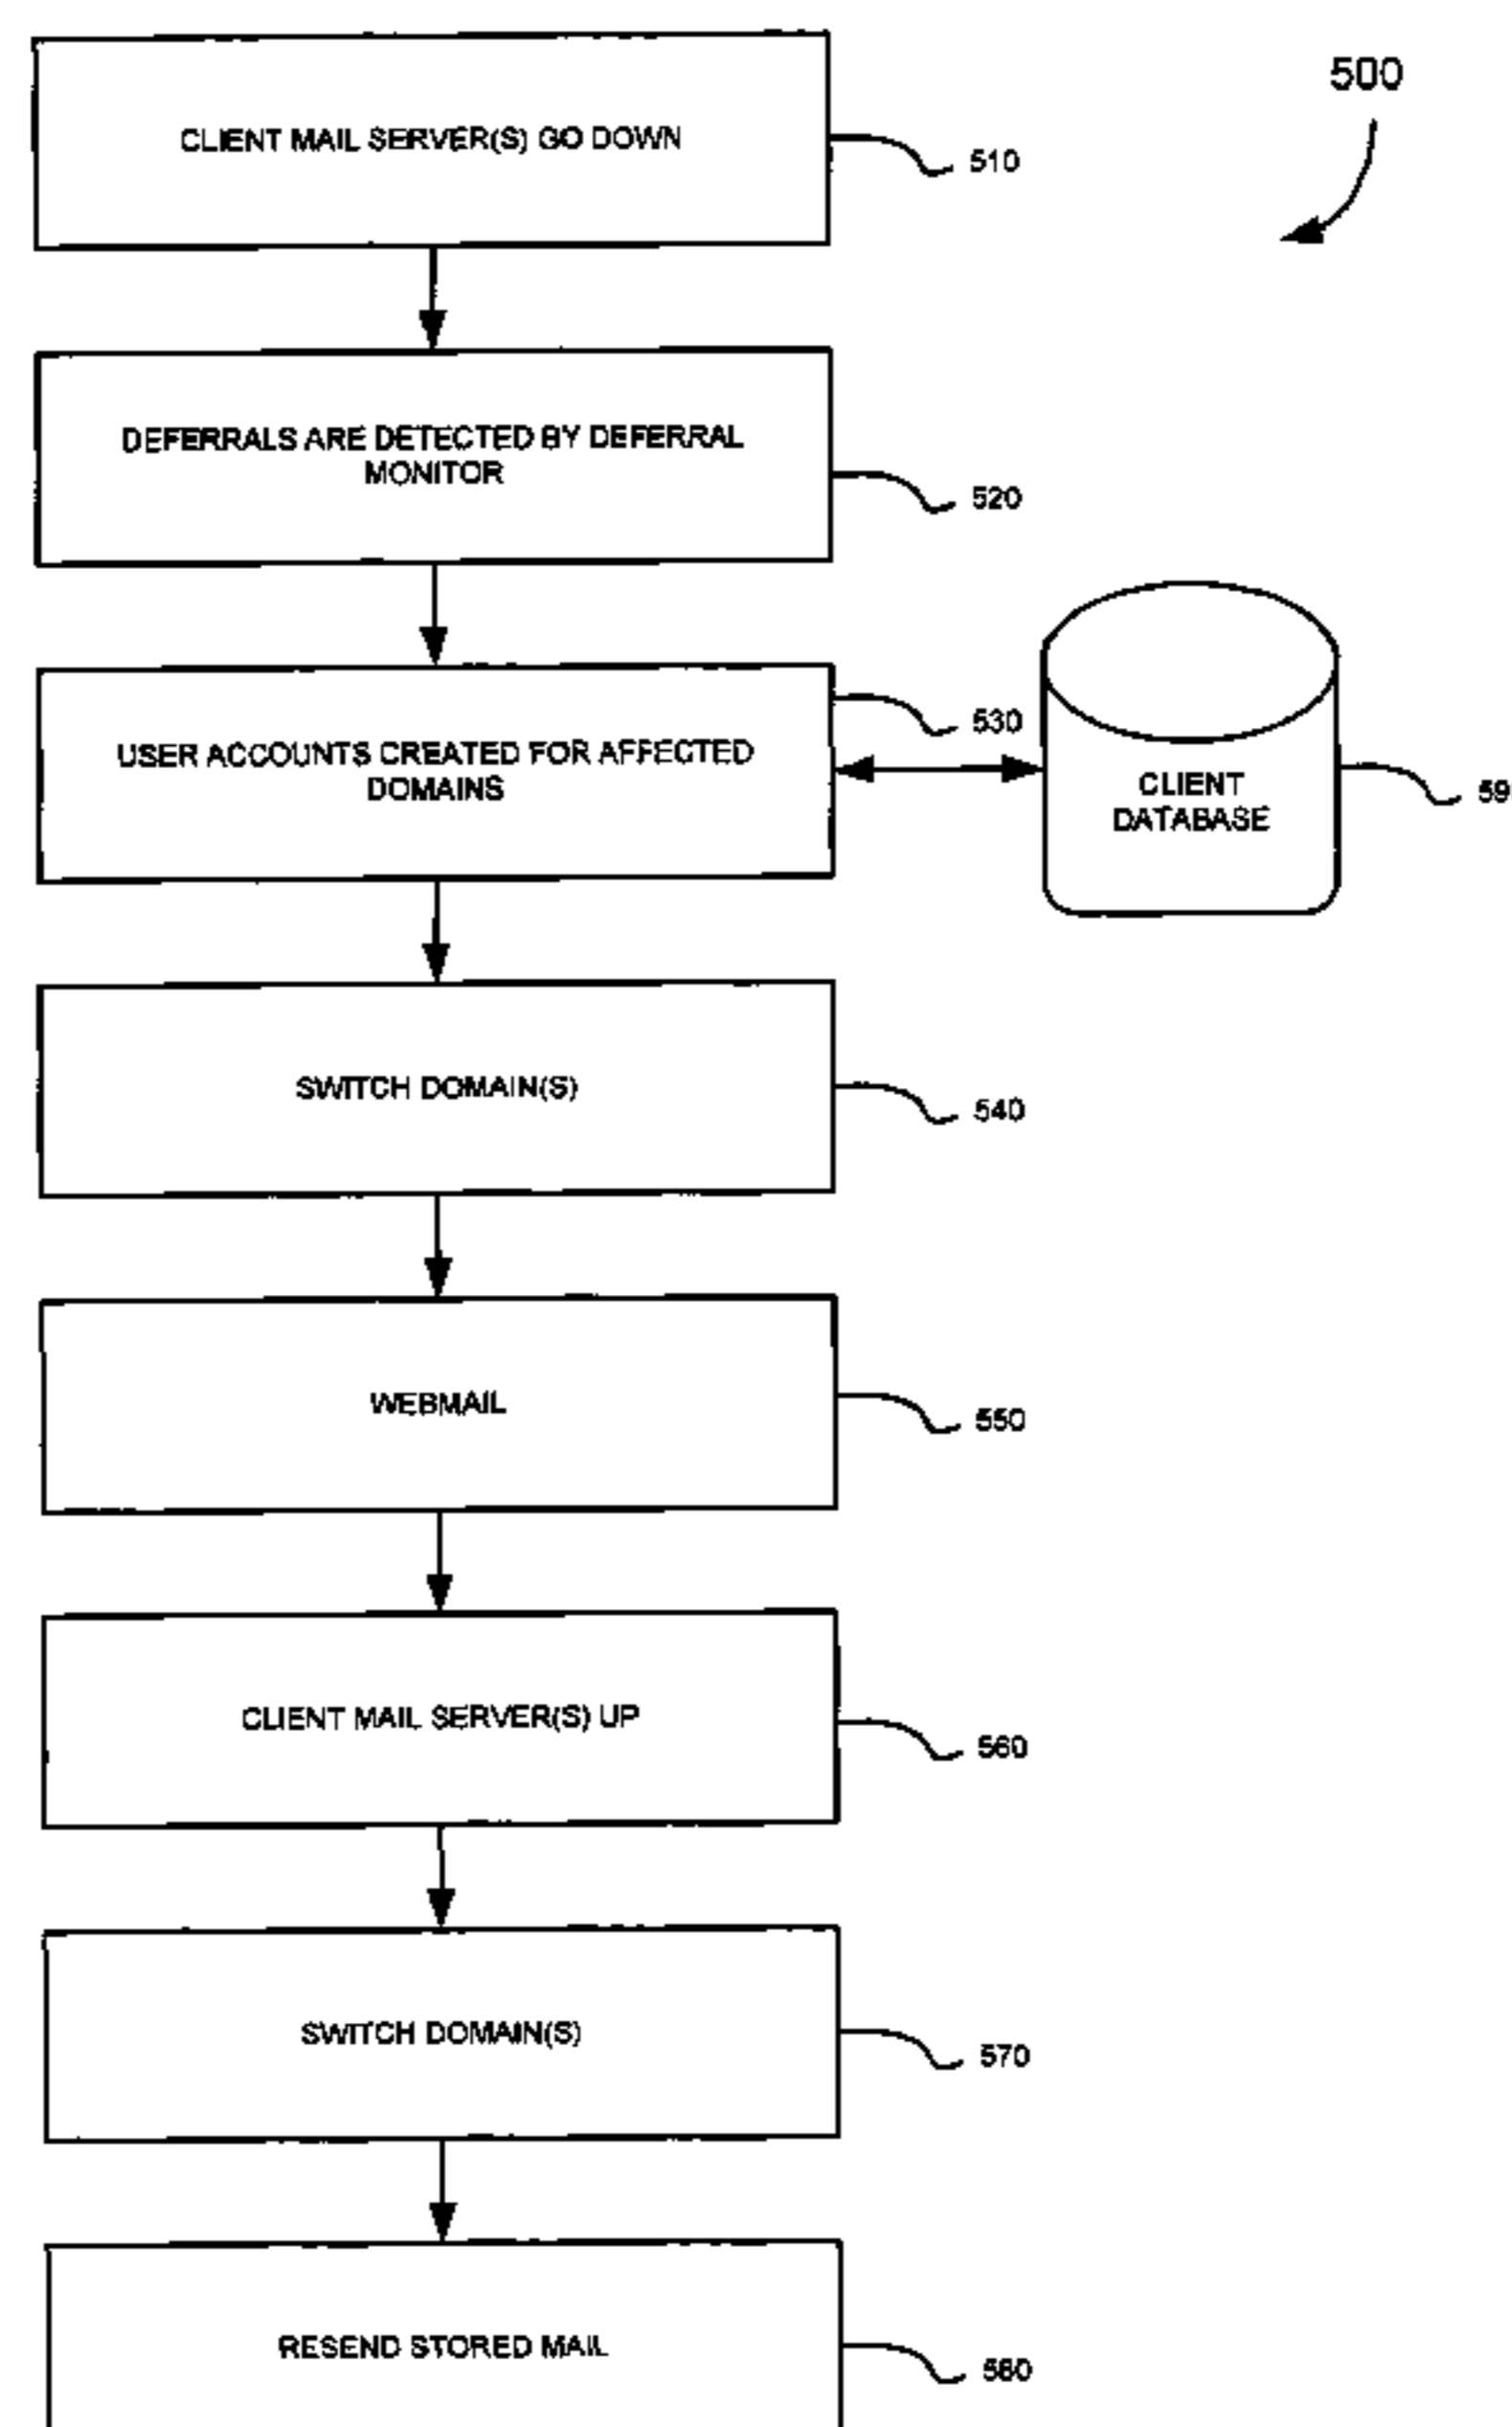 500
CLIENT MAIL SERVER(S) GO DOWN
510
DEFERRALS ARE DETECTED BY DEFERRAL
MONITOR
520
USER ACCOUNTS CREATED FOR AFFECTED
DOMAINS
530
CLIENT
DATABASE
59
SWITCH DOMAIN(S)
540
WEBMAIL
550
CLIENT MAIL SERVER(S) UP
560
SWITCH DOMAIN(S)
570
RESEND STORED MAIL
580